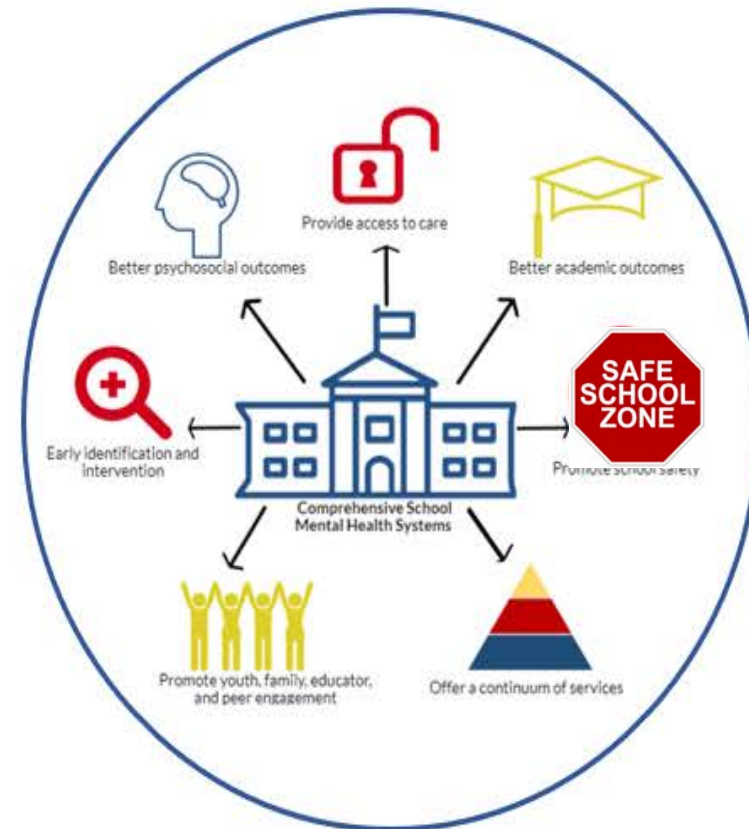 Provide access to care
Better psychosocial outcomes
Better academic outcomes
SAFE
SCHOOL
ZONE
Early identification and
intervention
Promote school safety
Comprehensive School
Mental Health Systems
Promote youth, family, educator,
and peer engagement
Offer a continuum of services